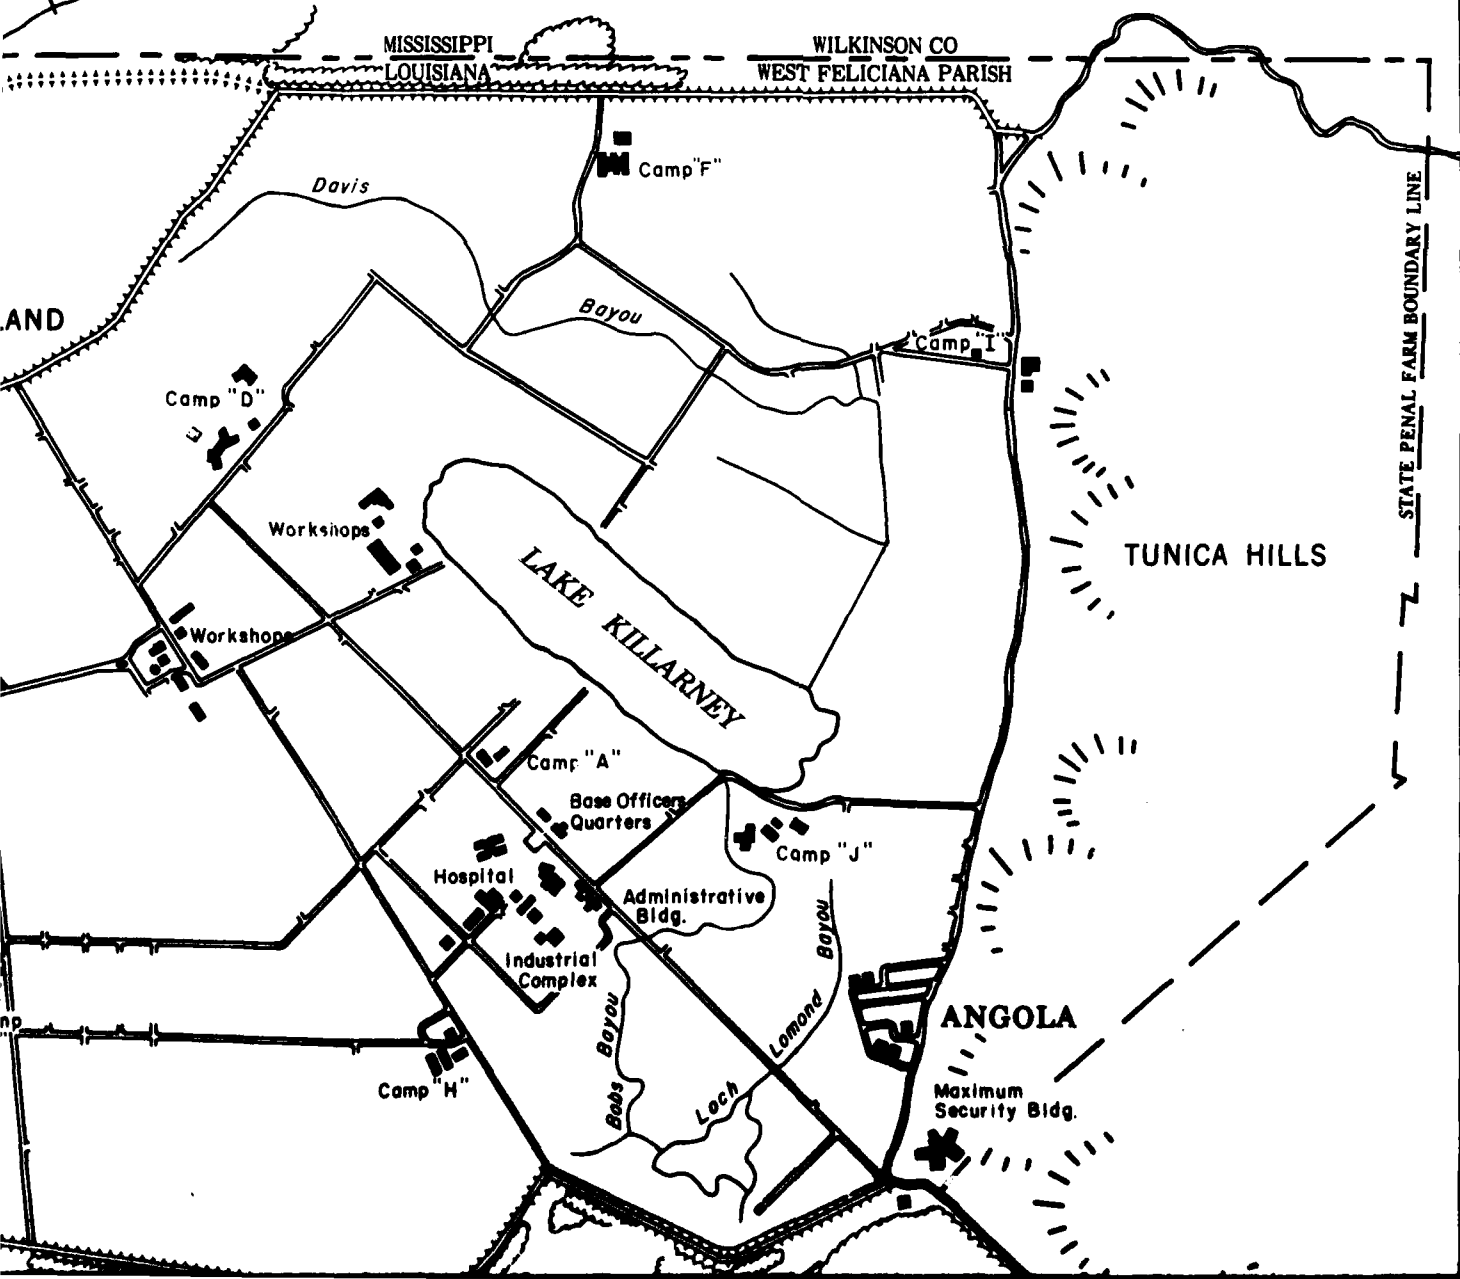 MISSISSIPPI
WILKINSON CO
LOUISIANA
WEST FELICIANA PARISH
Camp "F"
Davis
STATE PENAL FARM BOUNDARY LINE
Bayou
Camp "I"
Camp "D"
Workshops
LAKE KILLARNEY
TUNICA HILLS
Workshops
Camp "A"
Base Officers
Quarters
Camp "J"
Hospital
Administrative
Bldg.
Industrial
Complex
Bayou
Loch Lomond
ANGOLA
Bobs Bayou
Camp "H"
Maximum
Security Bldg.